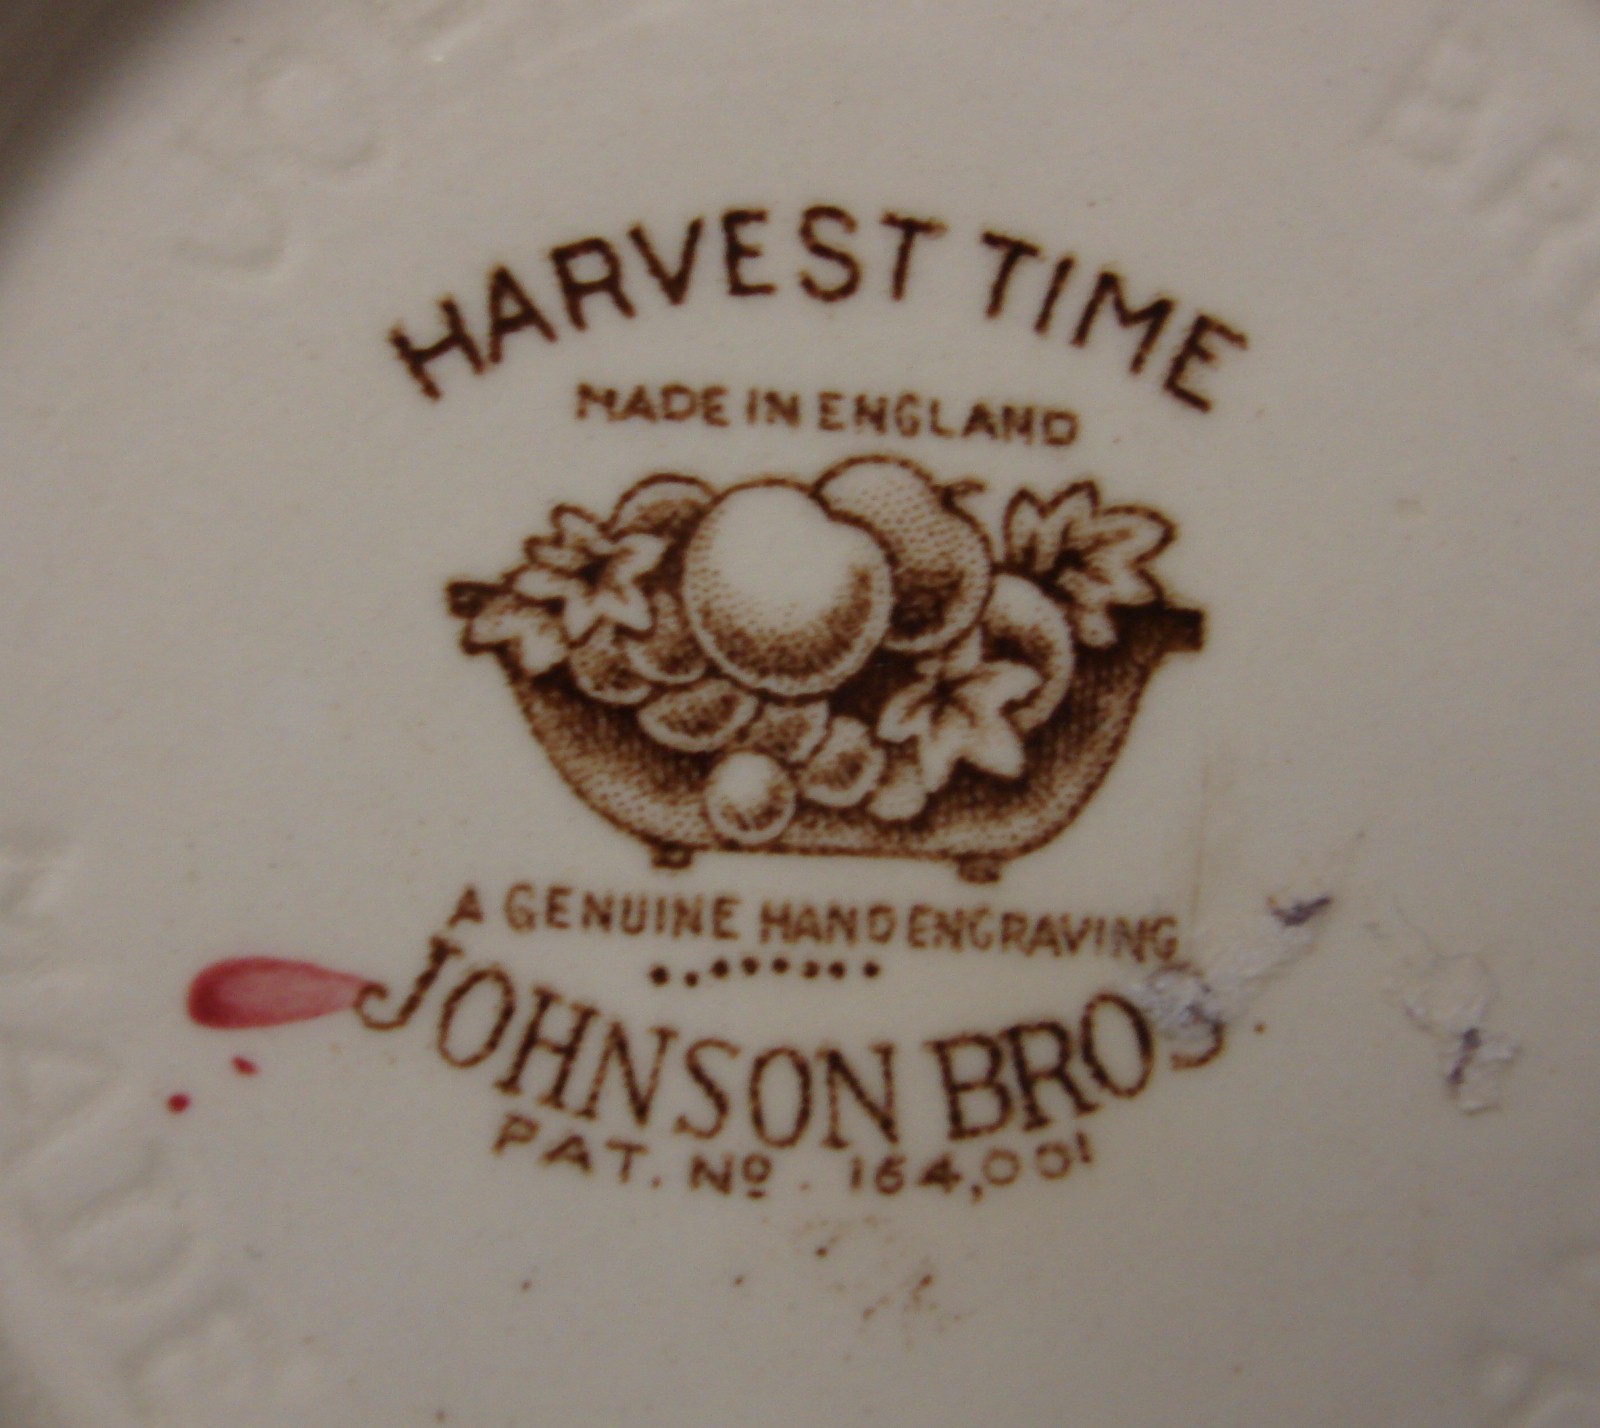 HARVEST TIME
MADE IN ENGLAND
A GENUINE HAND ENGRAVING
JOHNSON BROS
PAT. Nº. 164,001